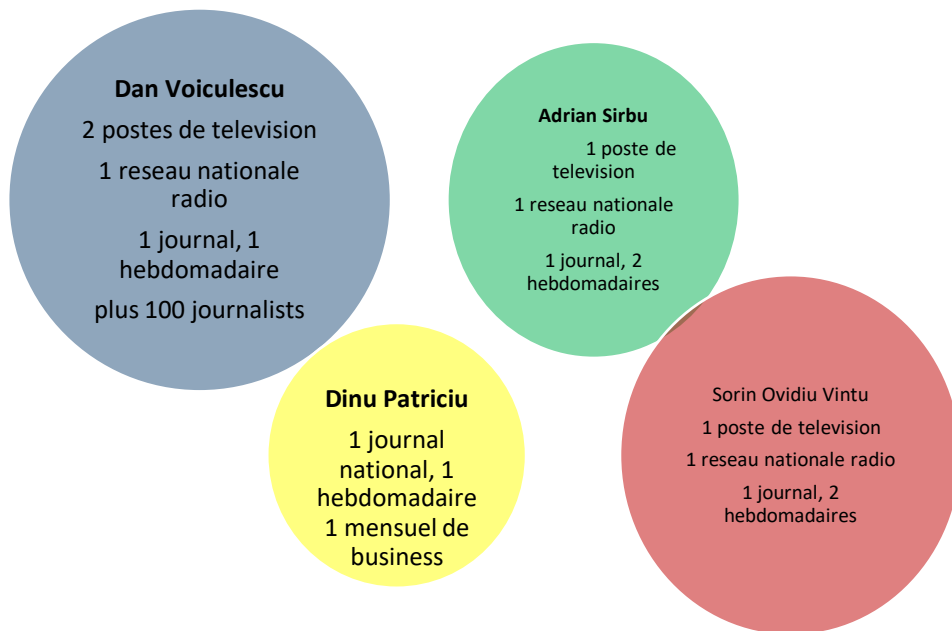 Dan Voiculescu
2 postes de television
1 reseau nationale
radio
1 journal, 1
hebdomadaire
plus 100 journalists
Adrian Sirbu
1 poste de
television
1 reseau nationale
radio
1 journal, 2
hebdomadaires
Dinu Patriciu
1 journal
national, 1
hebdomadaire
1 mensuel de
business
Sorin Ovidiu Vintu
1 poste de television
1 reseau nationale radio
1 journal, 2
hebdomadaires